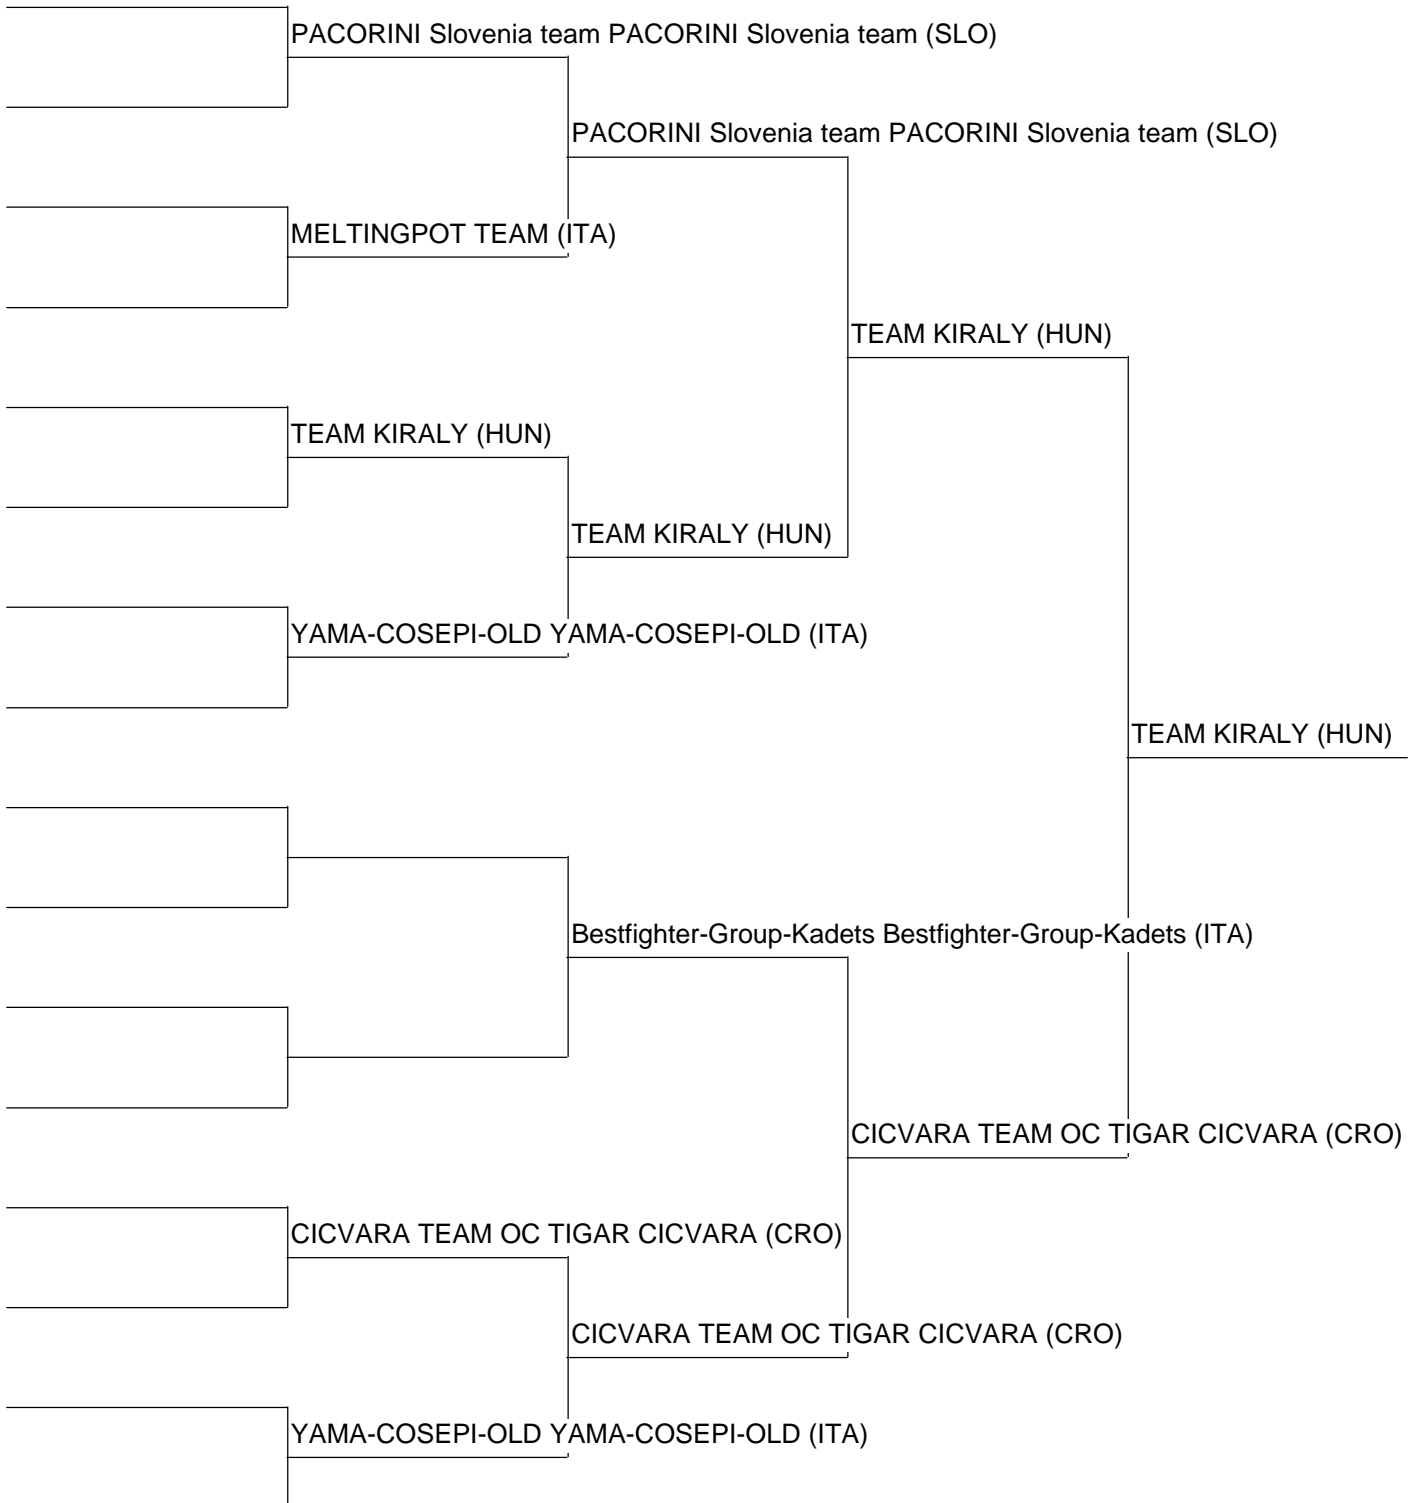 PACORINI Slovenia team PACORINI Slovenia team (SLO)
PACORINI Slovenia team PACORINI Slovenia team (SLO)
MELTINGPOT TEAM (ITA)
TEAM KIRALY (HUN)
TEAM KIRALY (HUN)
TEAM KIRALY (HUN)
YAMA-COSEPI-OLD YAMA-COSEPI-OLD (ITA)
TEAM KIRALY (HUN)
Bestfighter-Group-Kadets Bestfighter-Group-Kadets (ITA)
CICVARA TEAM OC TIGAR CICVARA (CRO)
CICVARA TEAM OC TIGAR CICVARA (CRO)
CICVARA TEAM OC TIGAR CICVARA (CRO)
YAMA-COSEPI-OLD YAMA-COSEPI-OLD (ITA)